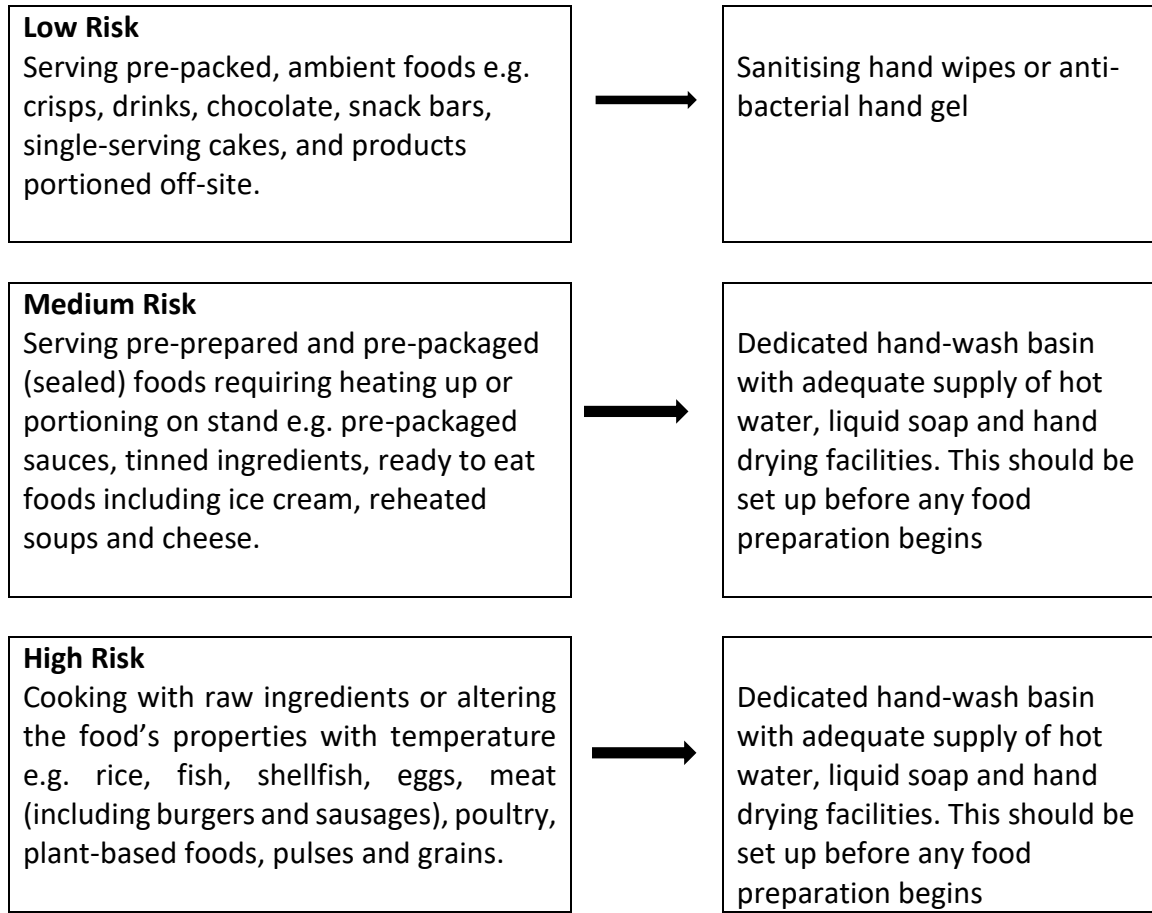 Low Risk
Serving pre-packed, ambient foods e.g.
crisps, drinks, chocolate, snack bars,
single-serving cakes, and products
portioned off-site.
Sanitising hand wipes or anti-
bacterial hand gel
Medium Risk
Serving pre-prepared and pre-packaged
(sealed) foods requiring heating up or
portioning on stand e.g. pre-packaged
sauces, tinned ingredients, ready to eat
foods including ice cream, reheated
soups and cheese.
Dedicated hand-wash basin
with adequate supply of hot
water, liquid soap and hand
drying facilities. This should be
set up before any food
preparation begins
High Risk
Cooking with raw ingredients or altering
the food’s properties with temperature
e.g. rice, fish, shellfish, eggs, meat
(including burgers and sausages), poultry,
plant-based foods, pulses and grains.
Dedicated hand-wash basin
with adequate supply of hot
water, liquid soap and hand
drying facilities. This should be
set up before any food
preparation begins